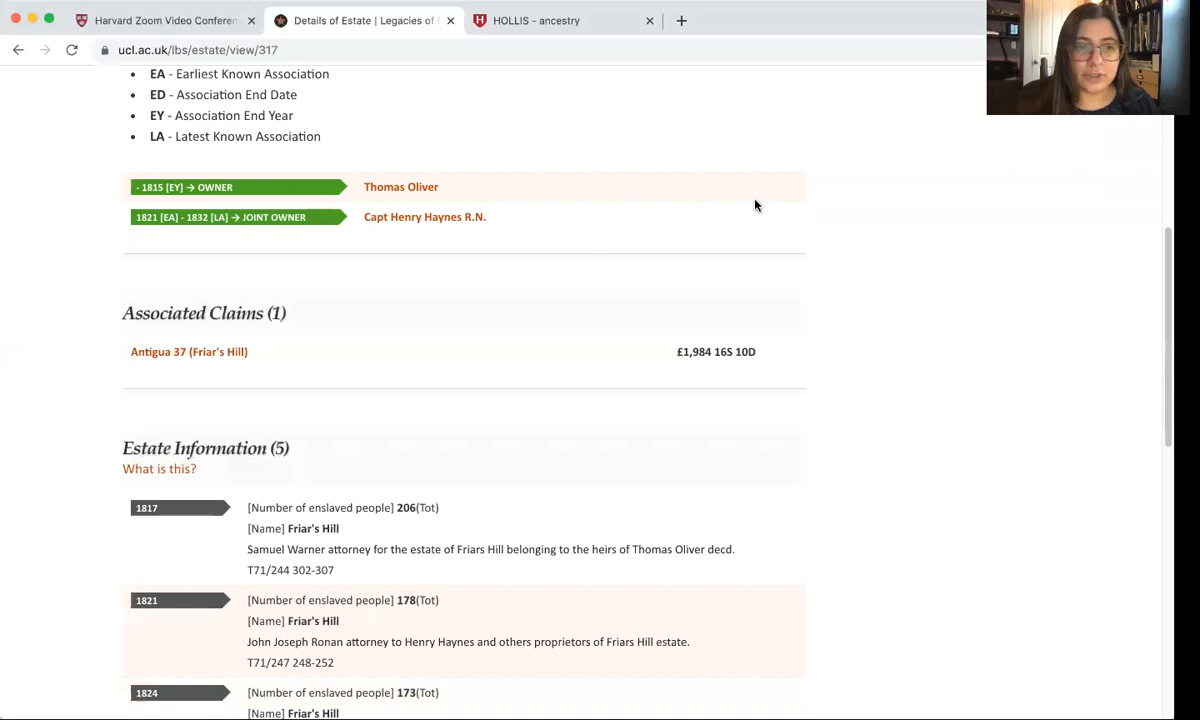 Harvard Zoom Video Conferen
Details of Estate | Legacies of
HOLLIS - ancestry
ucl.ac.uk/lbs/estate/view/317
• EA - Earliest Known Association
• ED - Association End Date
• EY - Association End Year
• LA - Latest Known Association
- 1815 [EY] → OWNER Thomas Oliver
1821 [EA] - 1832 [LA] → JOINT OWNER Capt Henry Haynes R.N.
Associated Claims (1)
Antigua 37 (Friar's Hill) £1,984 16S 10D
Estate Information (5)
What is this?
1817 [Number of enslaved people] 206(Tot)
[Name] Friar's Hill
Samuel Warner attorney for the estate of Friars Hill belonging to the heirs of Thomas Oliver decd.
T71/244 302-307
1821 [Number of enslaved people] 178(Tot)
[Name] Friar's Hill
John Joseph Ronan attorney to Henry Haynes and others proprietors of Friars Hill estate.
T71/247 248-252
1824 [Number of enslaved people] 173(Tot)
[Name] Friar's Hill